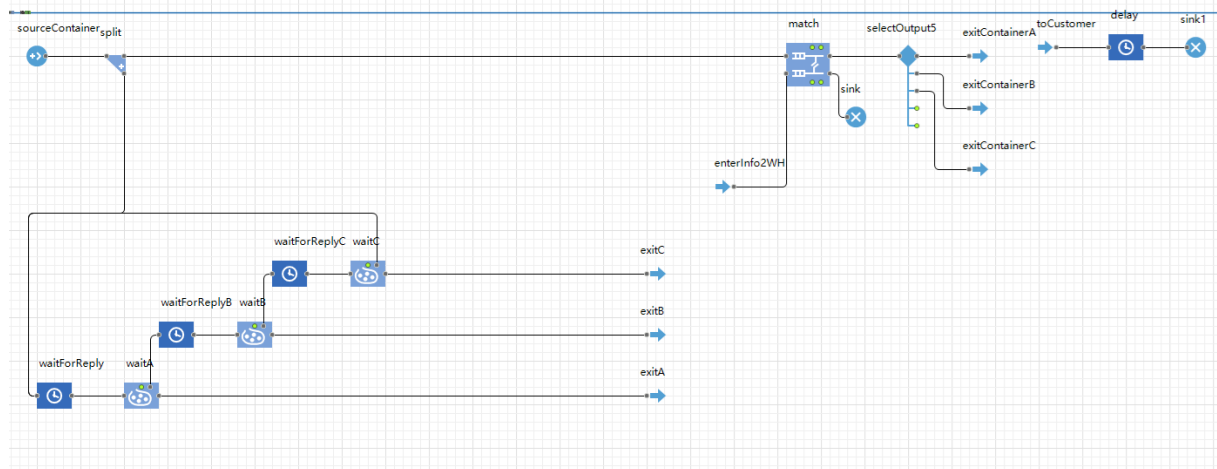 sourceContainer
split
match
selectOutput5
exitContainerA
toCustomer
delay
sink1
sink
exitContainerB
exitContainerC
enterInfo2WH
waitForReplyC
waitC
exitC
waitForReplyB
waitB
exitB
waitForReply
waitA
exitA